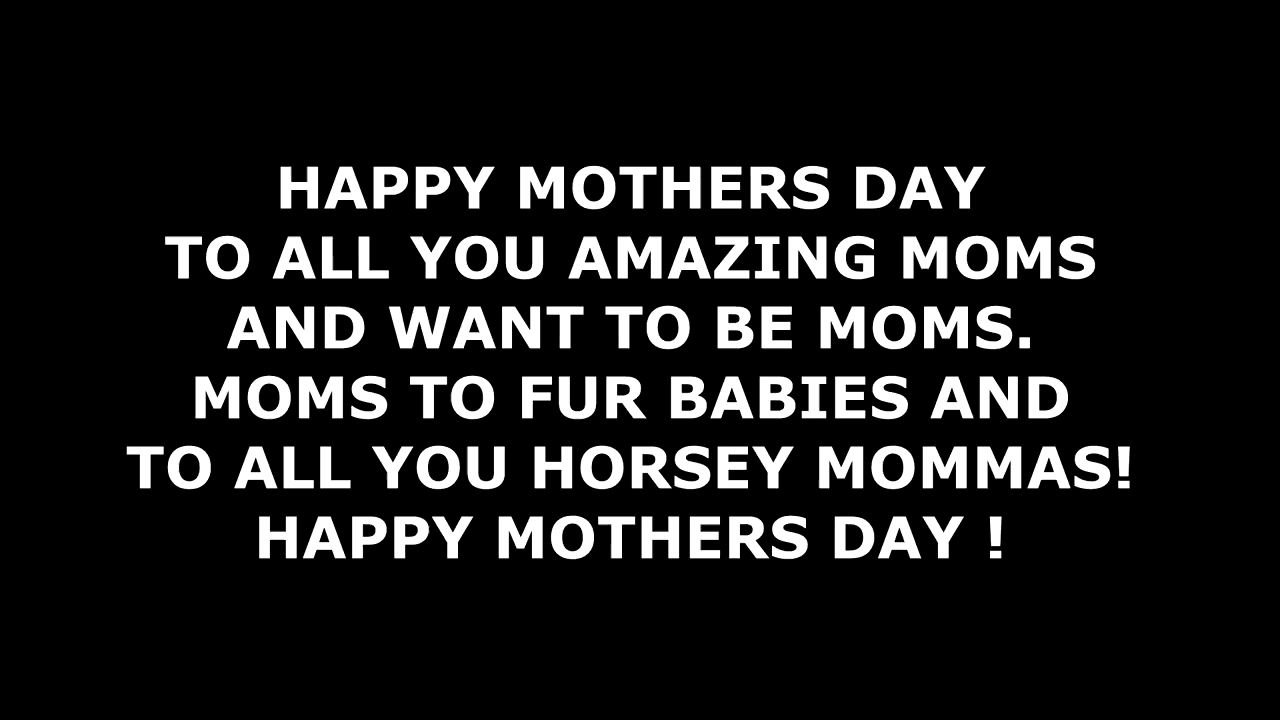 HAPPY MOTHERS DAY
TO ALL YOU AMAZING MOMS
AND WANT TO BE MOMS.
MOMS TO FUR BABIES AND
TO ALL YOU HORSEY MOMMAS!
HAPPY MOTHERS DAY !